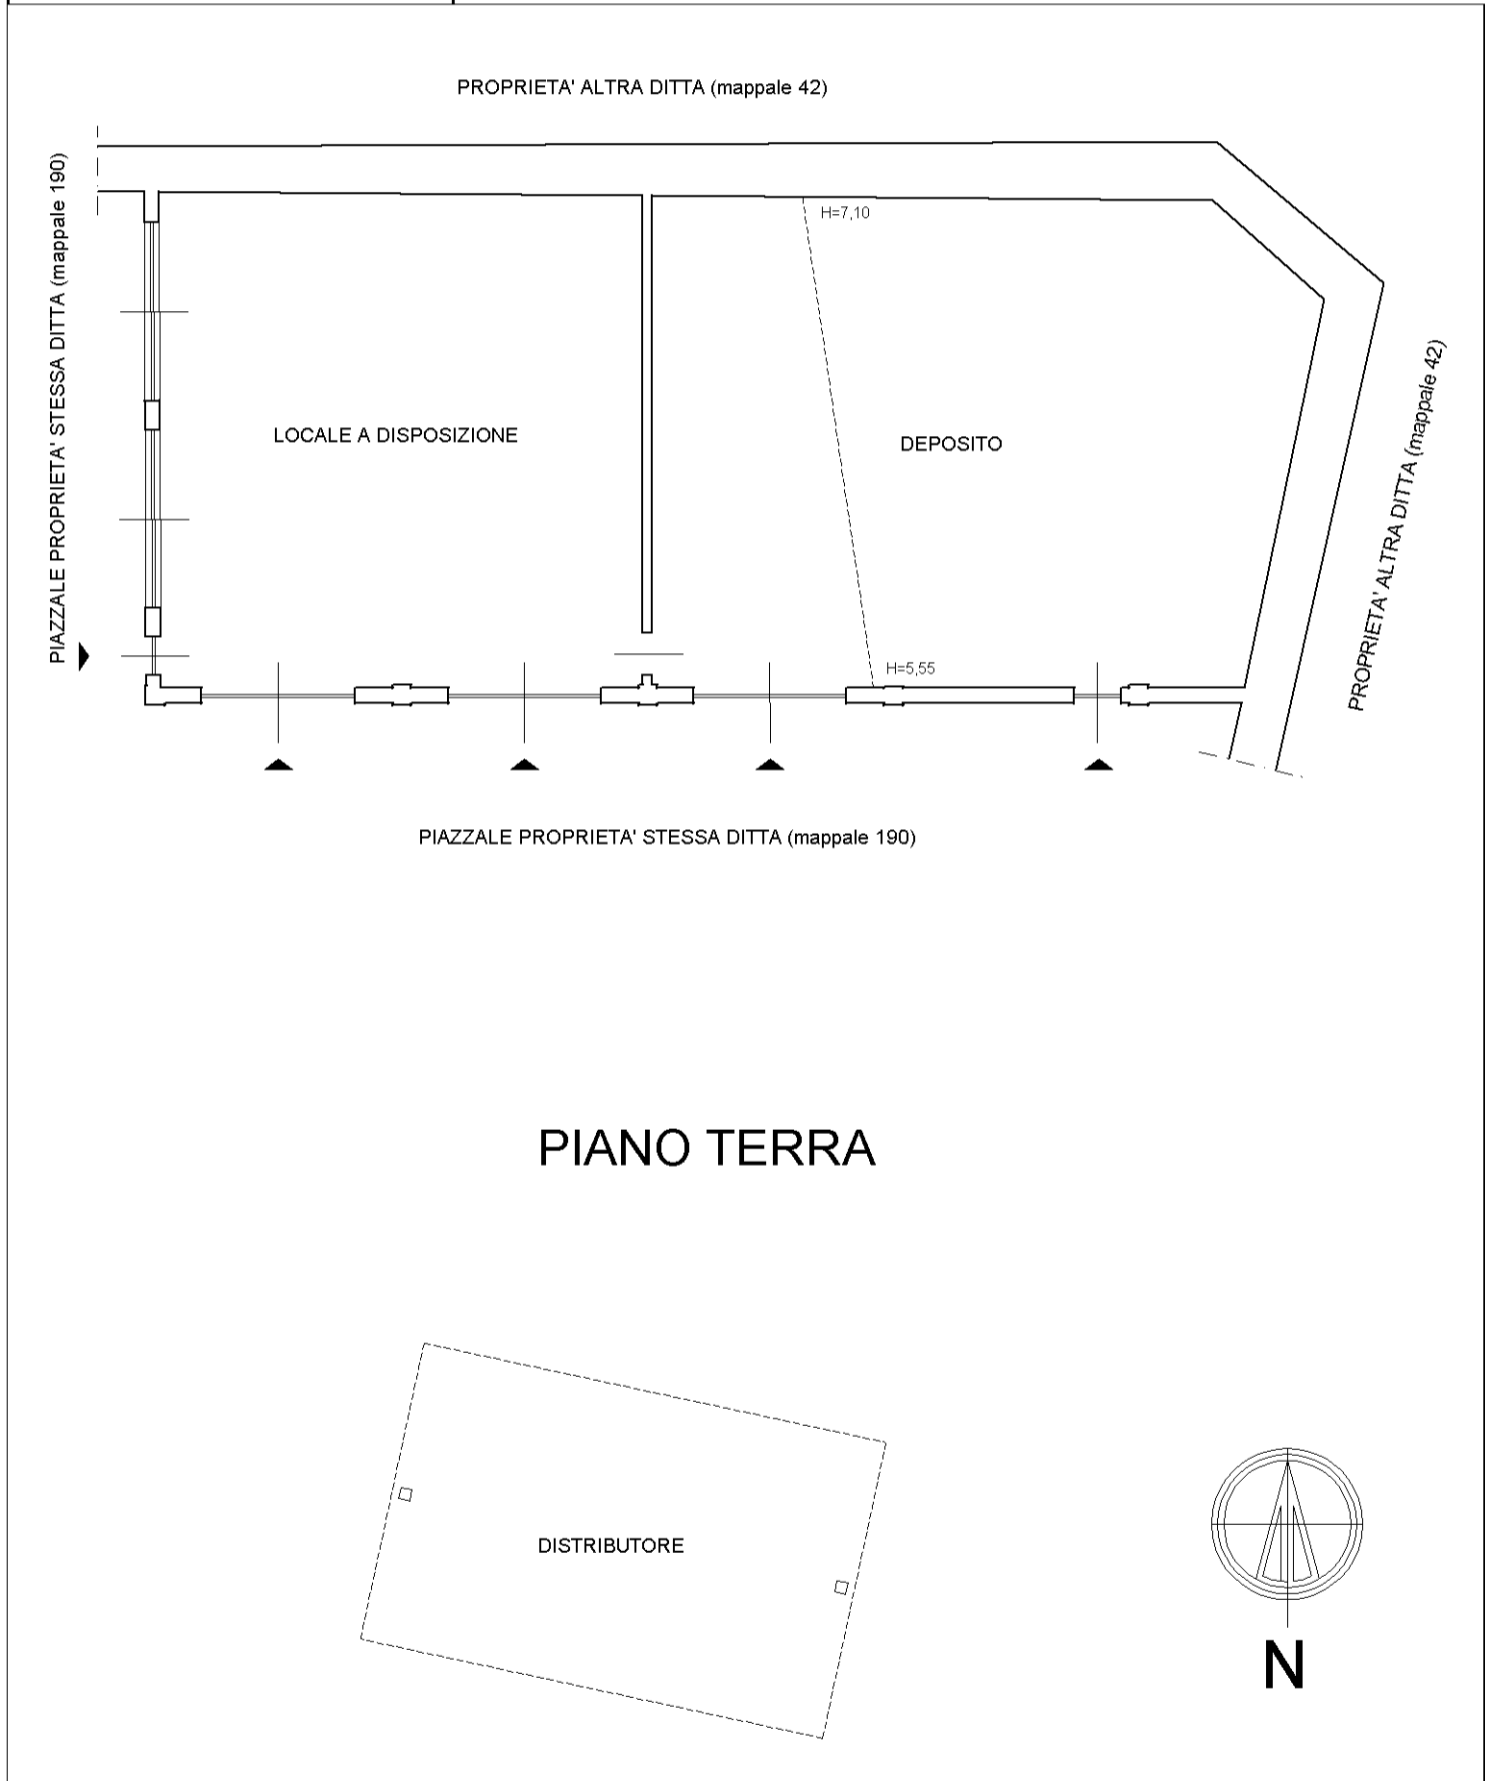 PROPRIETA' ALTRA DITTA (mappale 42)
PIAZZALE PROPRIETA' STESSA DITTA (mappale 190)
H=7,10
LOCALE A DISPOSIZIONE
DEPOSITO
PROPRIETA' ALTRA DITTA (mappale 42)
H=5,55
PIAZZALE PROPRIETA' STESSA DITTA (mappale 190)
PIANO TERRA
DISTRIBUTORE
N